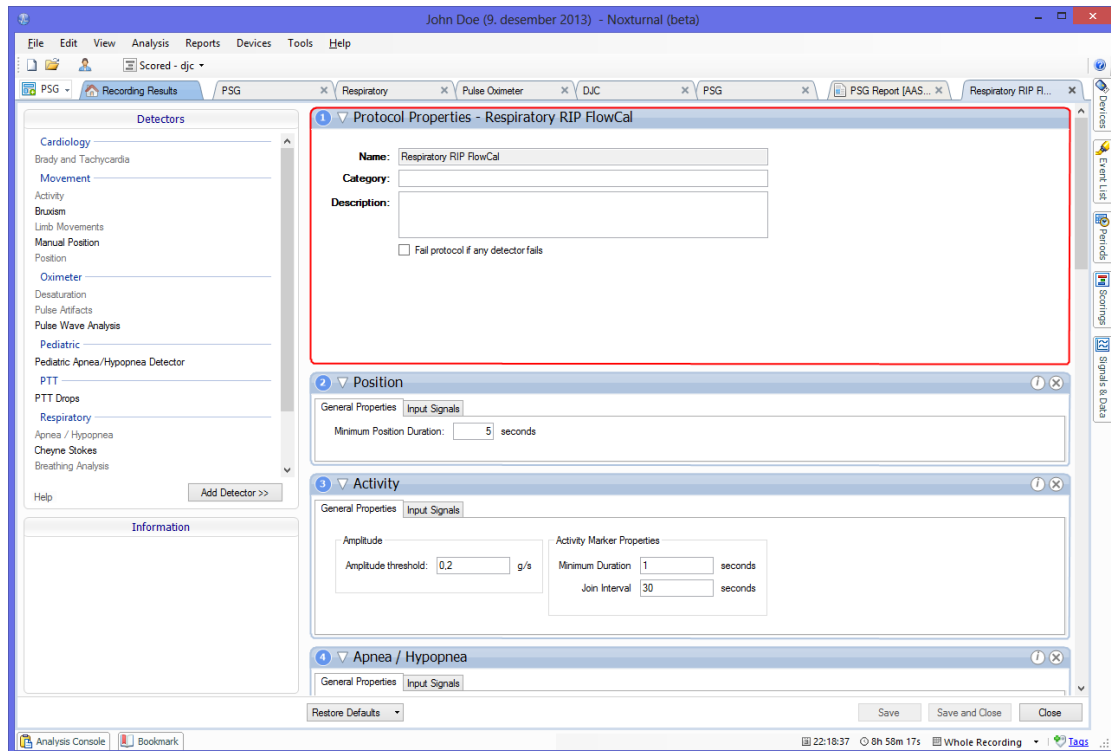 John Doe (9. desember 2013) - Noxturnal (beta)
File Edit View Analysis Reports Devices Tools Help
Scored - djc
PSG Recording Results PSG Respiratory Pulse Oximeter DJC PSG PSG Report [AAS... Respiratory RIP Fl...
Detectors
Cardiology
Brady and Tachycardia
Movement
Activity
Bruxism
Limb Movements
Manual Position
Position
Oximeter
Desaturation
Pulse Artifacts
Pulse Wave Analysis
Pediatric
Pediatric Apnea/Hypopnea Detector
PTT
PTT Drops
Respiratory
Apnea / Hypopnea
Cheyne Stokes
Breathing Analysis
Help Add Detector >>
Information
1 Protocol Properties - Respiratory RIP FlowCal
Name: Respiratory RIP FlowCal
Category:
Description:
Fail protocol if any detector fails
2 Position
General Properties Input Signals
Minimum Position Duration: 5 seconds
3 Activity
General Properties Input Signals
Amplitude
Amplitude threshold: 0,2 g/s
Activity Marker Properties
Minimum Duration 1 seconds
Join Interval 30 seconds
4 Apnea / Hypopnea
General Properties Input Signals
Restore Defaults Save Save and Close Close
Devices
Event List
Periods
Scorings
Signals & Data
Analysis Console Bookmark 22:18:37 8h 58m 17s Whole Recording Tags